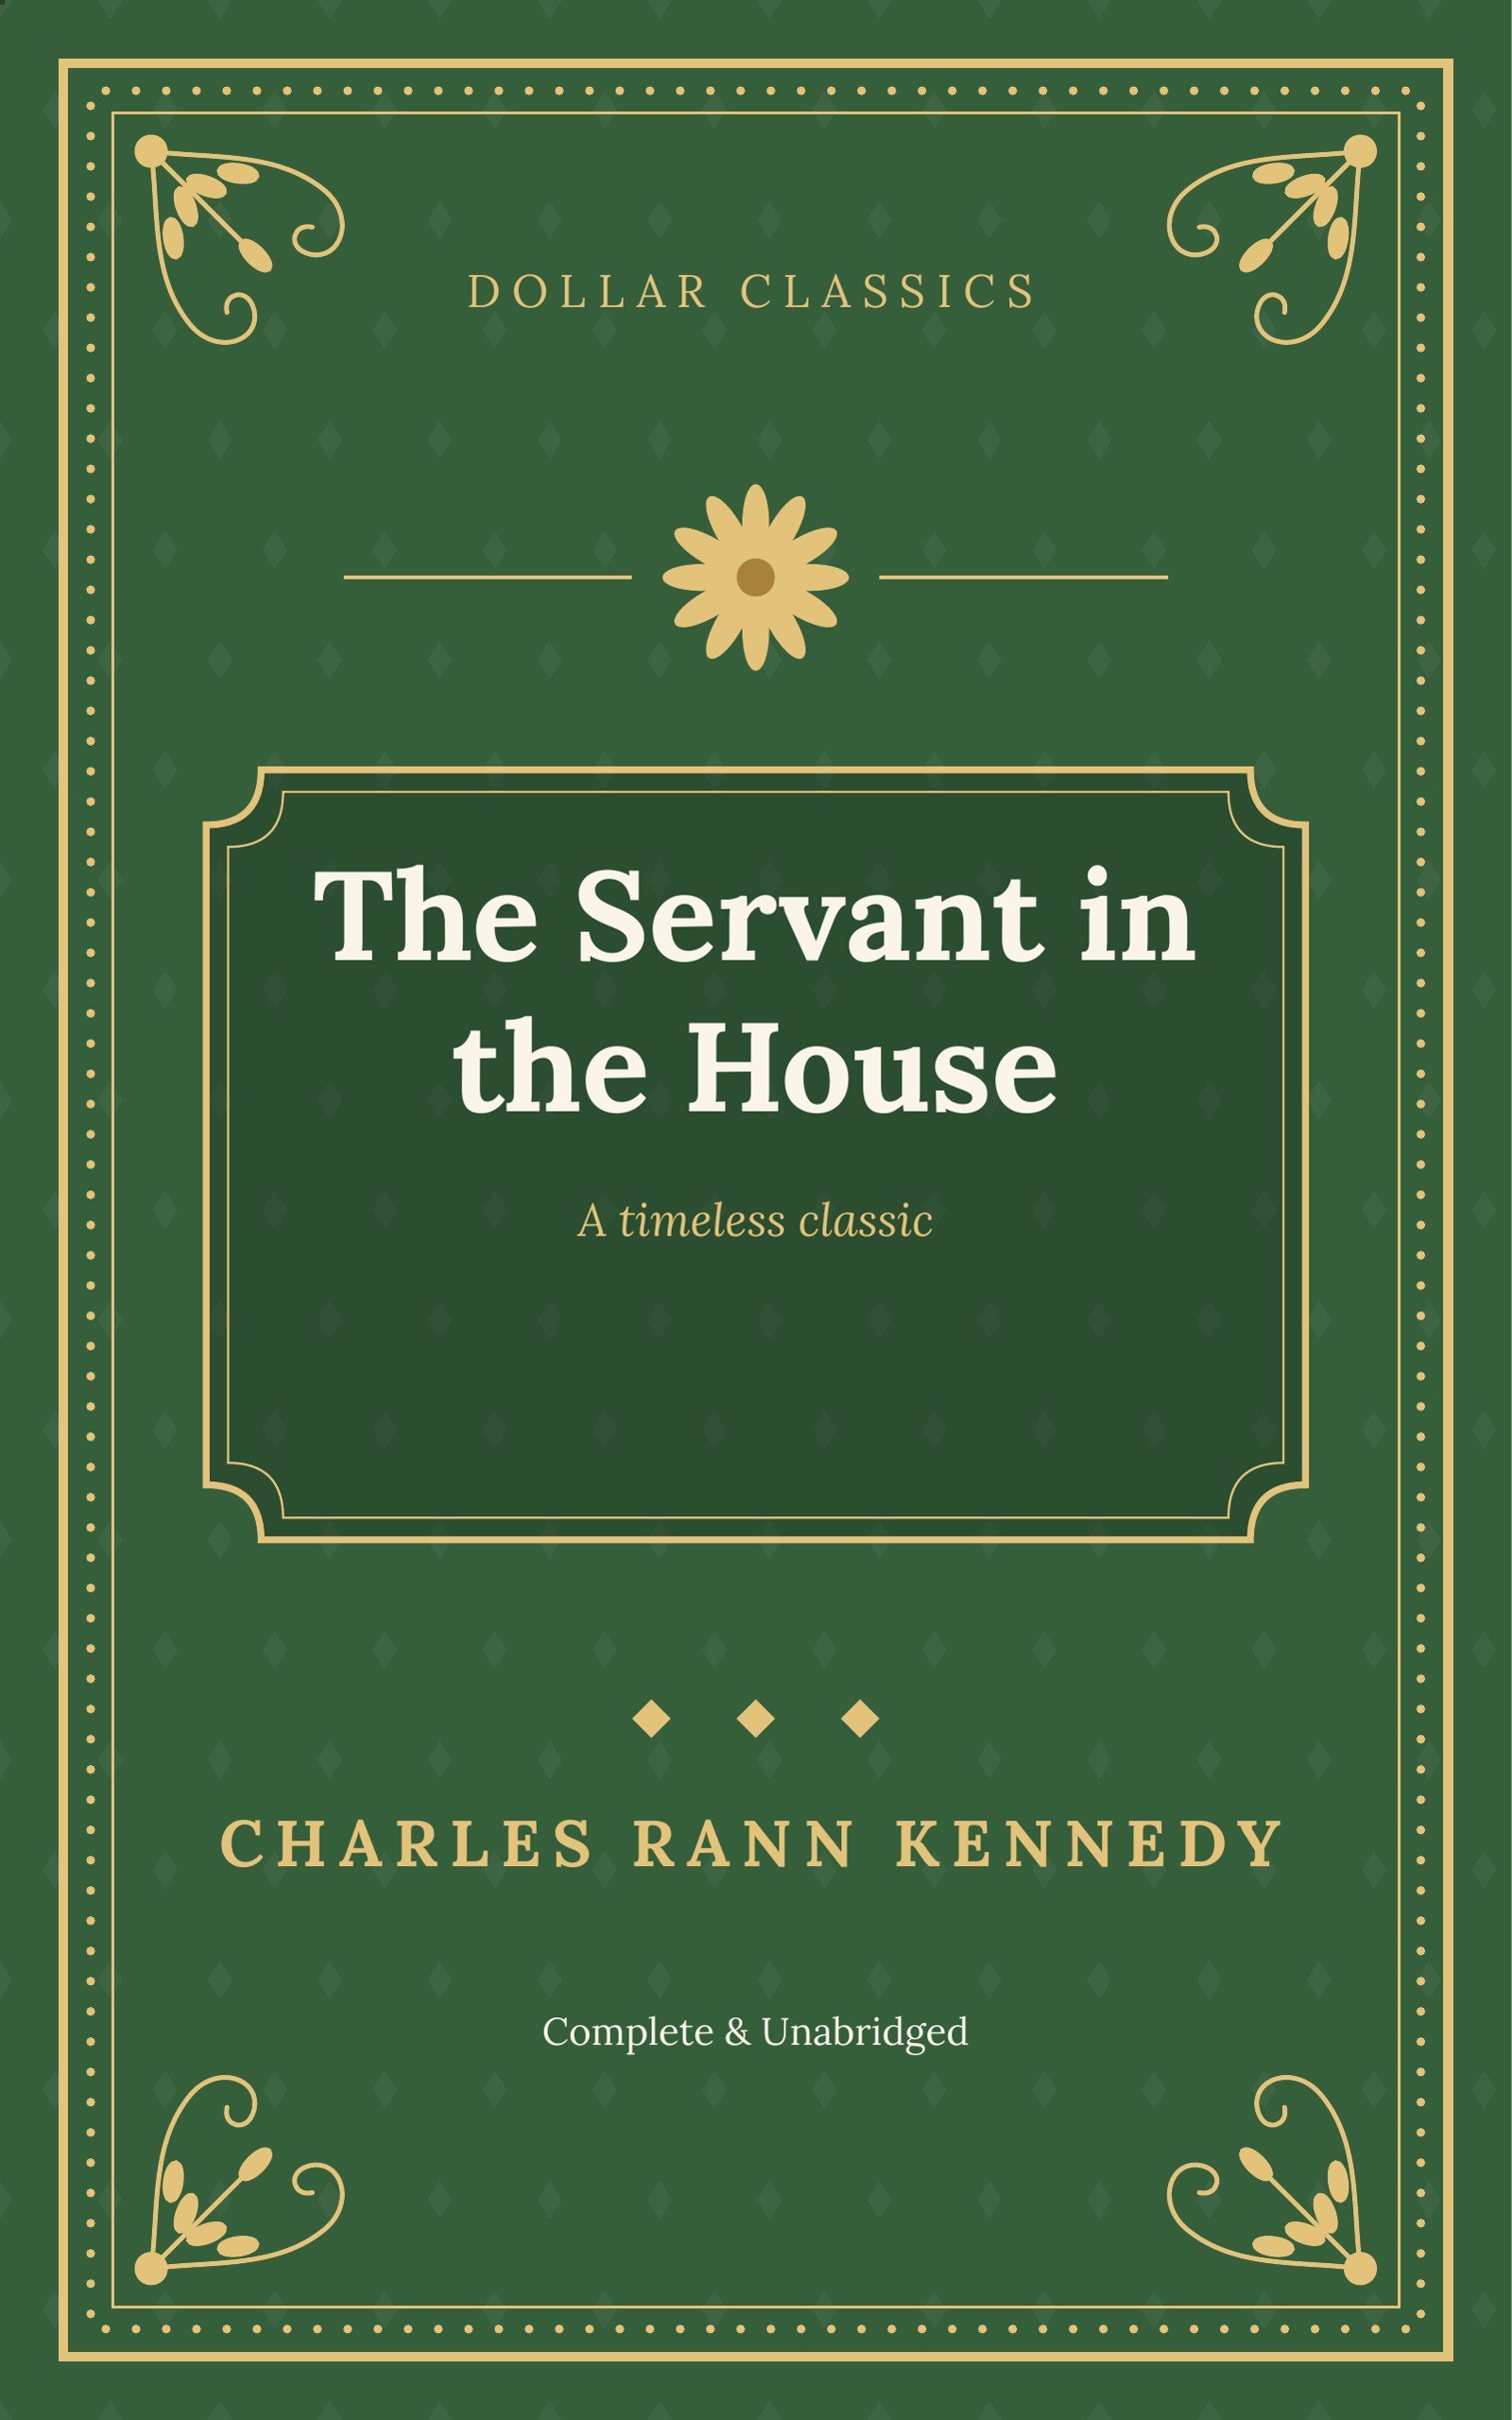 DOLLAR CLASSICS
The Servant in
the House
A timeless classic
CHARLES RANN KENNEDY
Complete & Unabridged